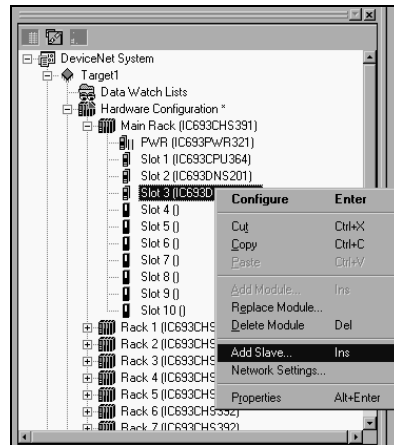 DeviceNet System
Target1
Data Watch Lists
Hardware Configuration *
Main Rack (IC693CHS391)
PWR (IC693PWR321)
Slot 1 (IC693CPU364)
Slot 2 (IC693DNS201)
Slot 3 (IC693D
Configure Enter
Slot 4 ()
Cut Ctrl+X
Slot 5 ()
Copy Ctrl+C
Slot 6 ()
Paste Ctrl+V
Slot 7 ()
Slot 8 ()
Add Module... Ins
Slot 9 ()
Replace Module...
Slot 10 ()
Delete Module Del
Rack 1 (IC693CHS
Rack 2 (IC693CHS
Add Slave... Ins
Rack 3 (IC693CHS
Network Settings...
Rack 4 (IC693CHS
Rack 5 (IC693CHS
Properties Alt+Enter
Rack 6 (IC693CHS392)
Rack 7 (IC693CHS392)